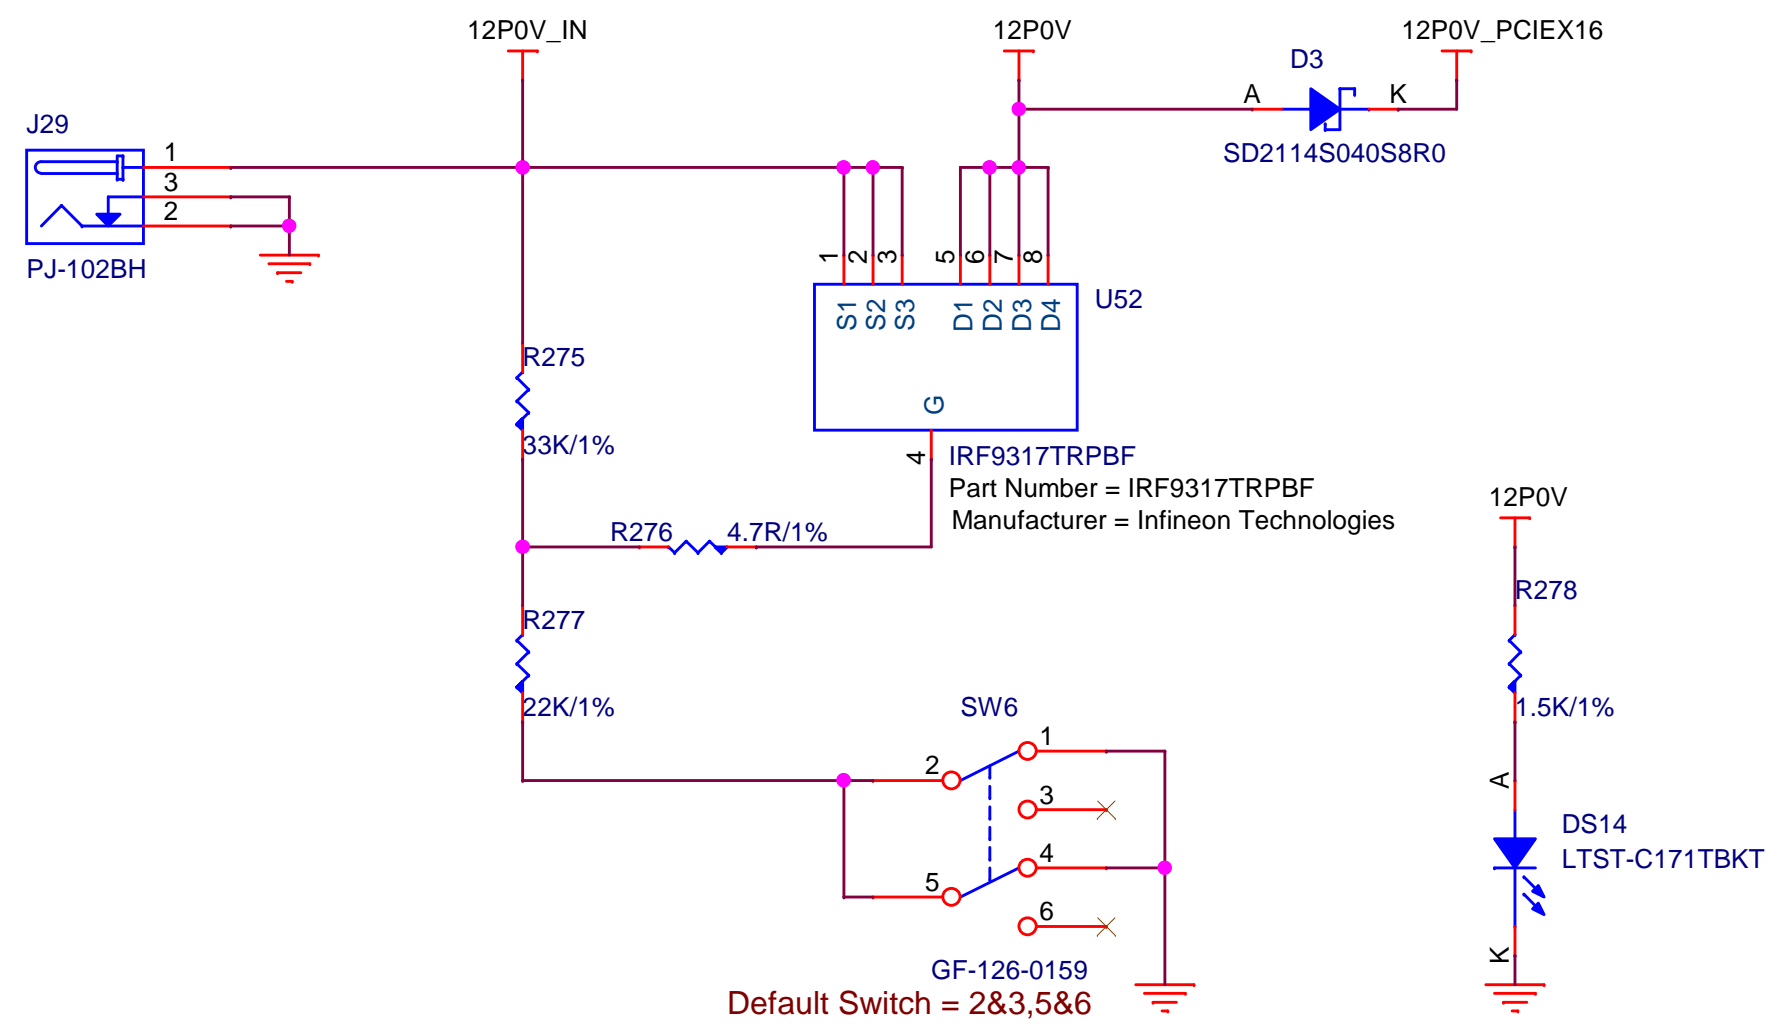 12P0V_IN
12P0V
12P0V_PCIEX16
D3
A
K
SD2114S040S8R0
J29
1
3
2
PJ-102BH
1
2
3
5
6
7
8
S1
S2
S3
D1
D2
D3
D4
U52
G
4
IRF9317TRPBF
Part Number = IRF9317TRPBF
Manufacturer = Infineon Technologies
R275
33K/1%
R276
4.7R/1%
R277
22K/1%
SW6
2
1
3
5
4
6
GF-126-0159
Default Switch = 2&3,5&6
12P0V
R278
1.5K/1%
A
DS14
LTST-C171TBKT
K